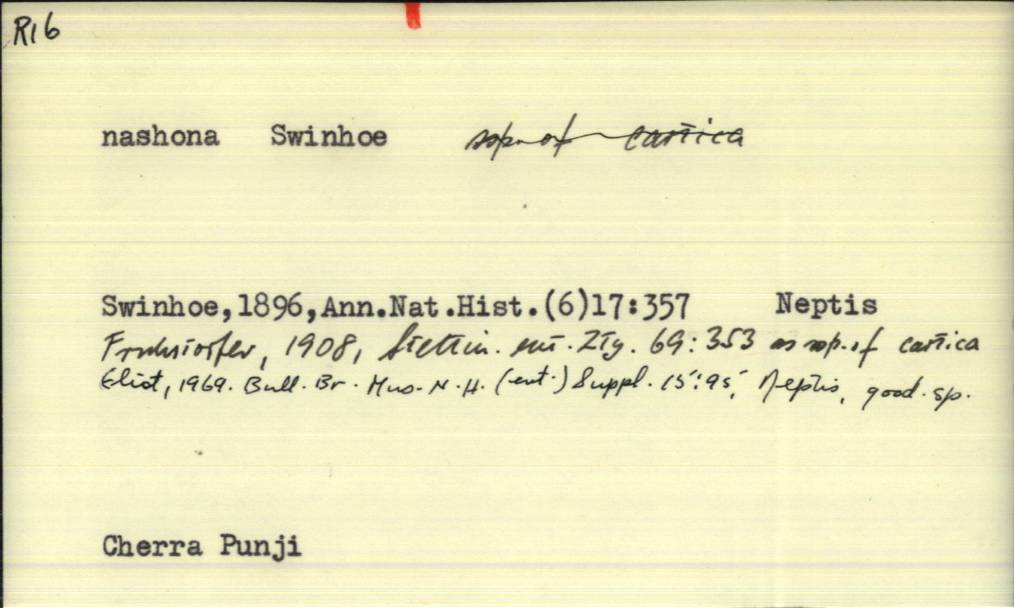 R16
nashona Swinhoe ssp. of cartica
Swinhoe,1896,Ann.Nat.Hist.(6)17:357 Neptis
Fruhstorfer, 1908, Stettin. ent. Ztg. 69: 353 as ssp. of cartica
Eliot, 1969. Bull. Br. Mus. N. H. (ent.) Suppl. 15: 95, Neptis, good. sp.
Cherra Punji